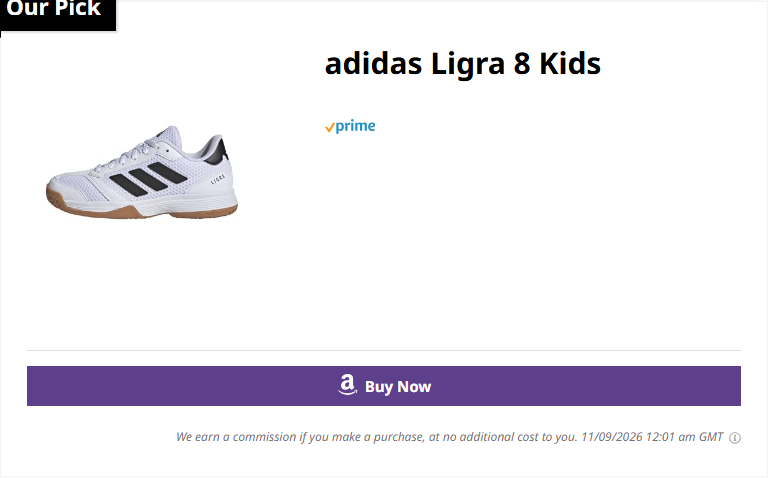 Our Pick
adidas Ligra 8 Kids
prime
LIGRA
Buy Now
We earn a commission if you make a purchase, at no additional cost to you. 11/09/2026 12:01 am GMT